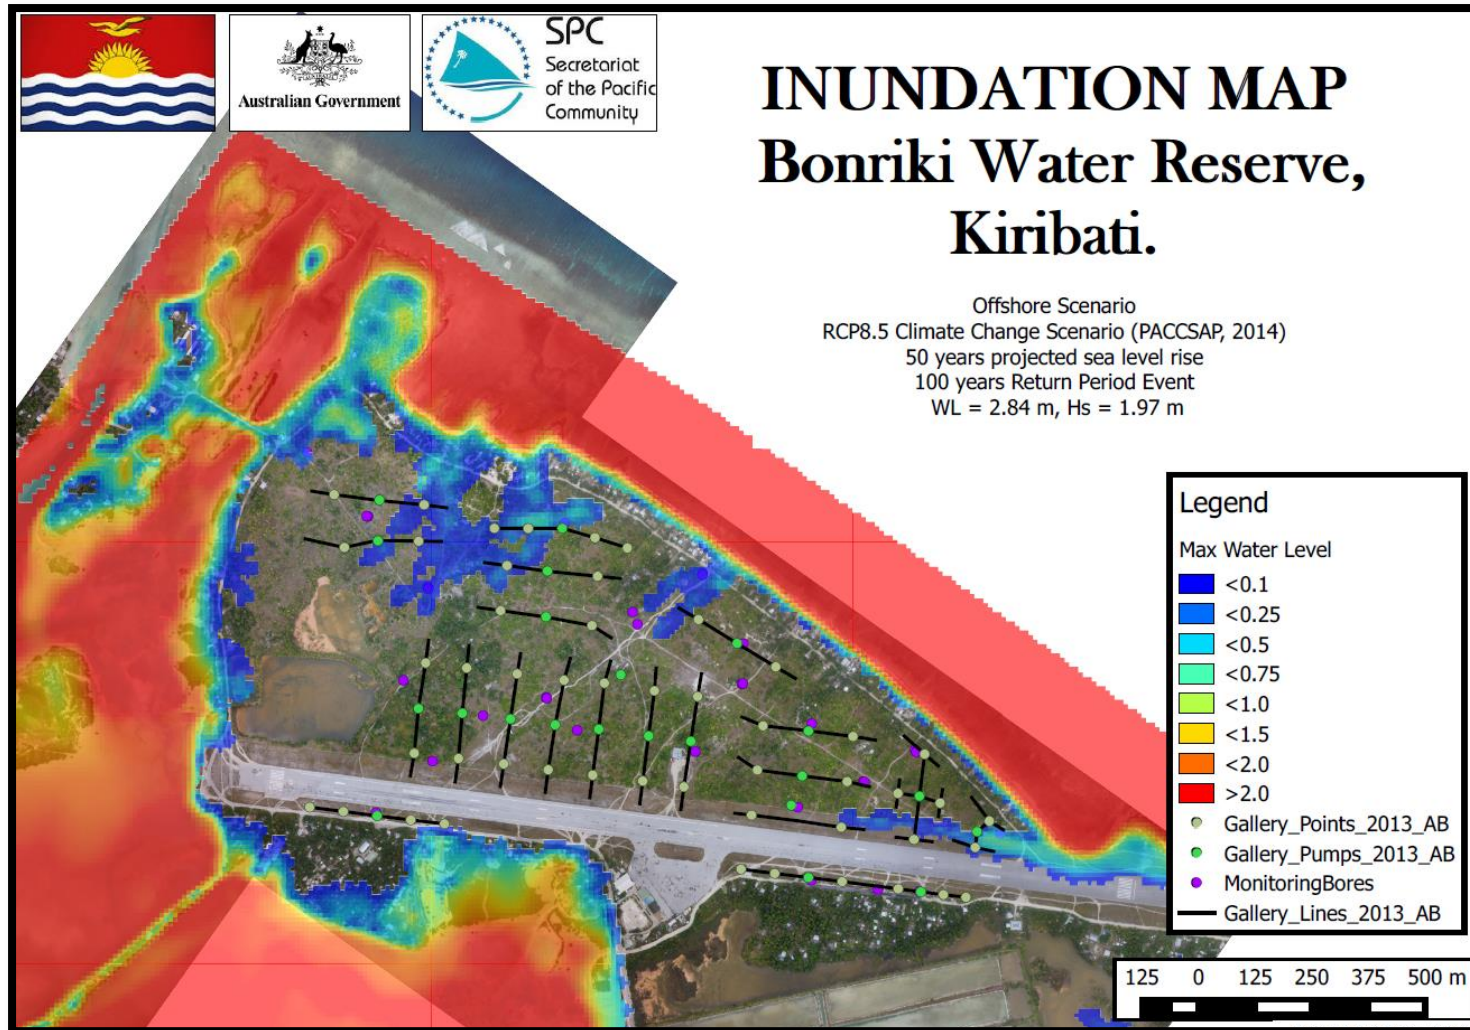 Australian Government
SPC
Secretariat
of the Pacific
Community
INUNDATION MAP
Bonriki Water Reserve,
Kiribati.
Offshore Scenario
RCP8.5 Climate Change Scenario (PACCSAP, 2014)
50 years projected sea level rise
100 years Return Period Event
WL = 2.84 m, Hs = 1.97 m
Legend
Max Water Level
<0.1
<0.25
<0.5
<0.75
<1.0
<1.5
<2.0
>2.0
Gallery_Points_2013_AB
Gallery_Pumps_2013_AB
MonitoringBores
Gallery_Lines_2013_AB
125 0 125 250 375 500 m